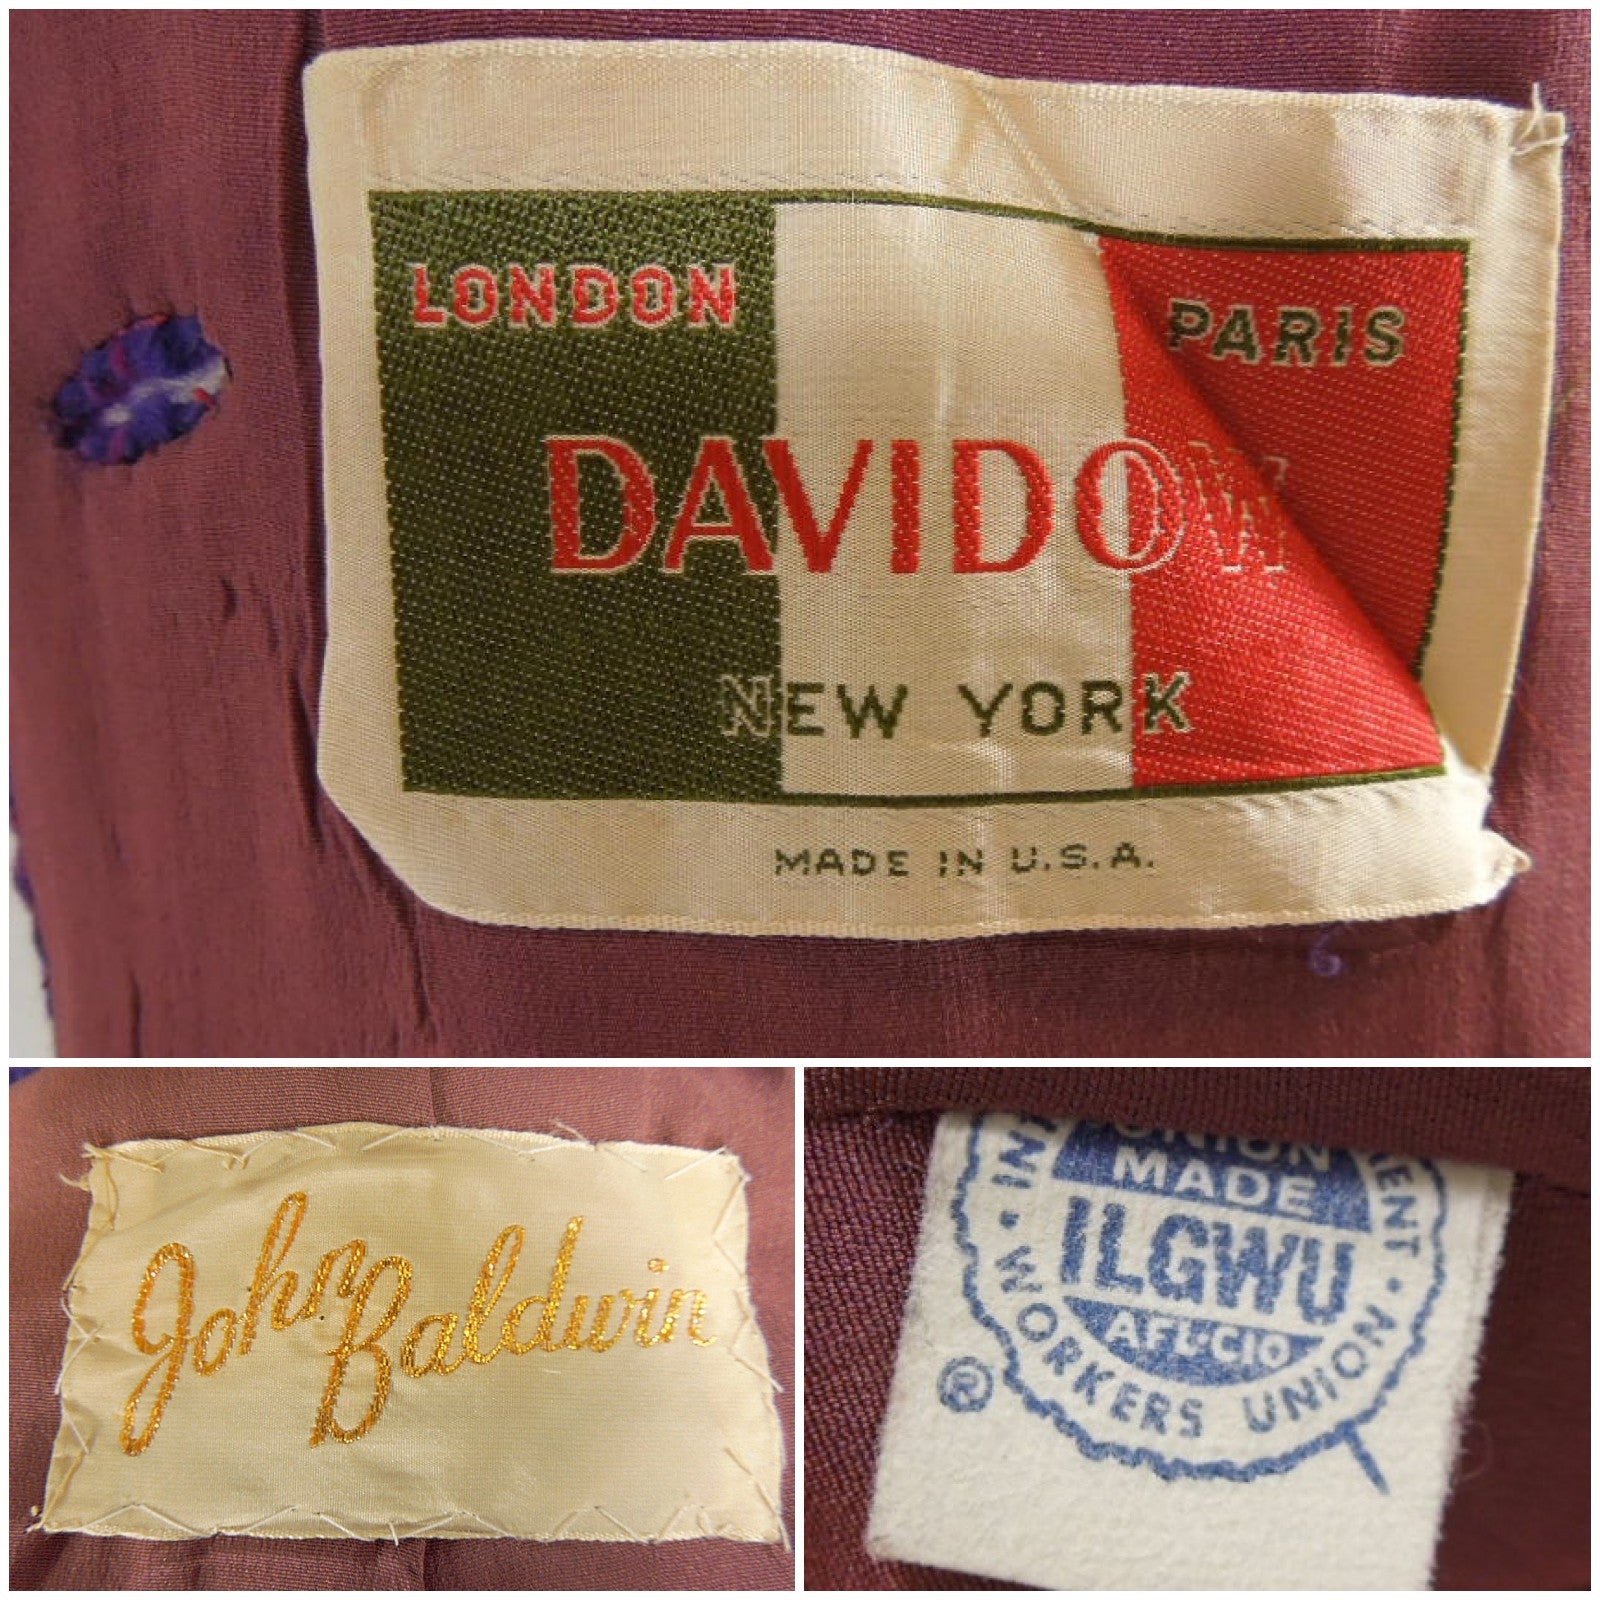 LONDON
PARIS
DAVIDOW
NEW YORK
MADE IN U.S.A.
John Baldwin
UNION
MADE
ILGWU
AFL-CIO
WORKERS UNION
®